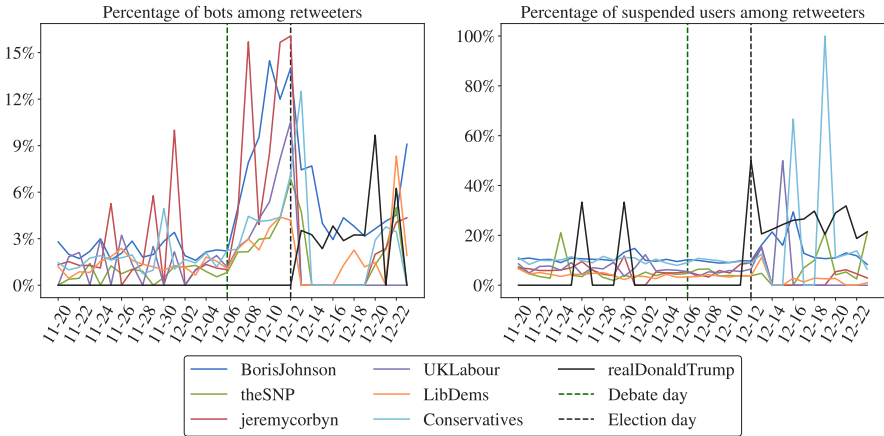 Percentage of bots among retweeters
Percentage of suspended users among retweeters
15%
12%
9%
6%
3%
0%
100%
80%
60%
40%
20%
0%
11-20 11-22 11-24 11-26 11-28 11-30 12-02 12-04 12-06 12-08 12-10 12-12 12-14 12-16 12-18 12-20 12-22
11-20 11-22 11-24 11-26 11-28 11-30 12-02 12-04 12-06 12-08 12-10 12-12 12-14 12-16 12-18 12-20 12-22
BorisJohnson UKLabour realDonaldTrump
theSNP LibDems Debate day
jeremycorbyn Conservatives Election day